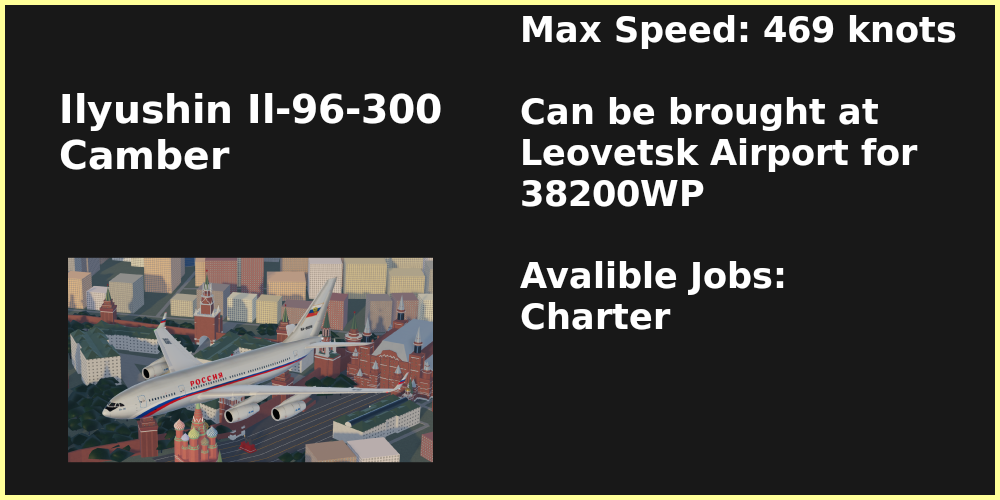 Max Speed: 469 knots
Ilyushin Il-96-300
Camber
Can be brought at
Leovetsk Airport for
38200WP
Avalible Jobs:
Charter
РОССИЯ